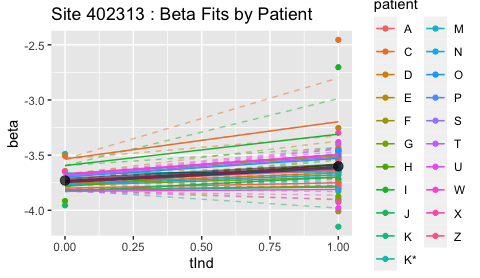 Site 402313 : Beta Fits by Patient
beta
-2.5
-3.0
-3.5
-4.0
0.00
0.25
0.50
0.75
1.00
tInd
patient
A
C
D
E
F
G
H
I
J
K
K*
M
N
O
P
S
T
U
W
X
Z